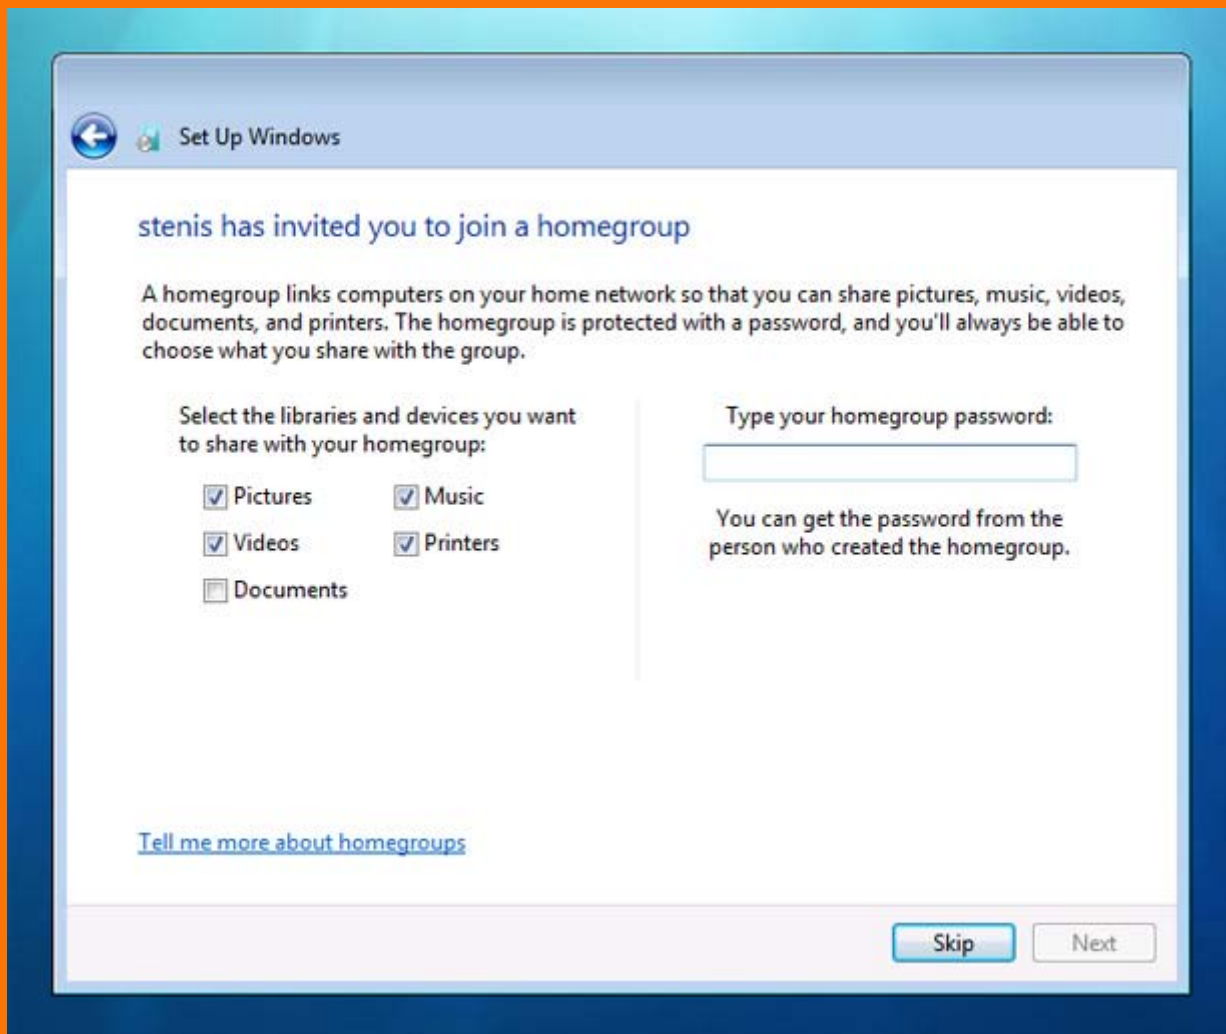 Set Up Windows
stenis has invited you to join a homegroup
A homegroup links computers on your home network so that you can share pictures, music, videos,
documents, and printers. The homegroup is protected with a password, and you'll always be able to
choose what you share with the group.
Select the libraries and devices you want
to share with your homegroup:
Pictures
Music
Videos
Printers
Documents
Type your homegroup password:
You can get the password from the
person who created the homegroup.
Tell me more about homegroups
Skip
Next